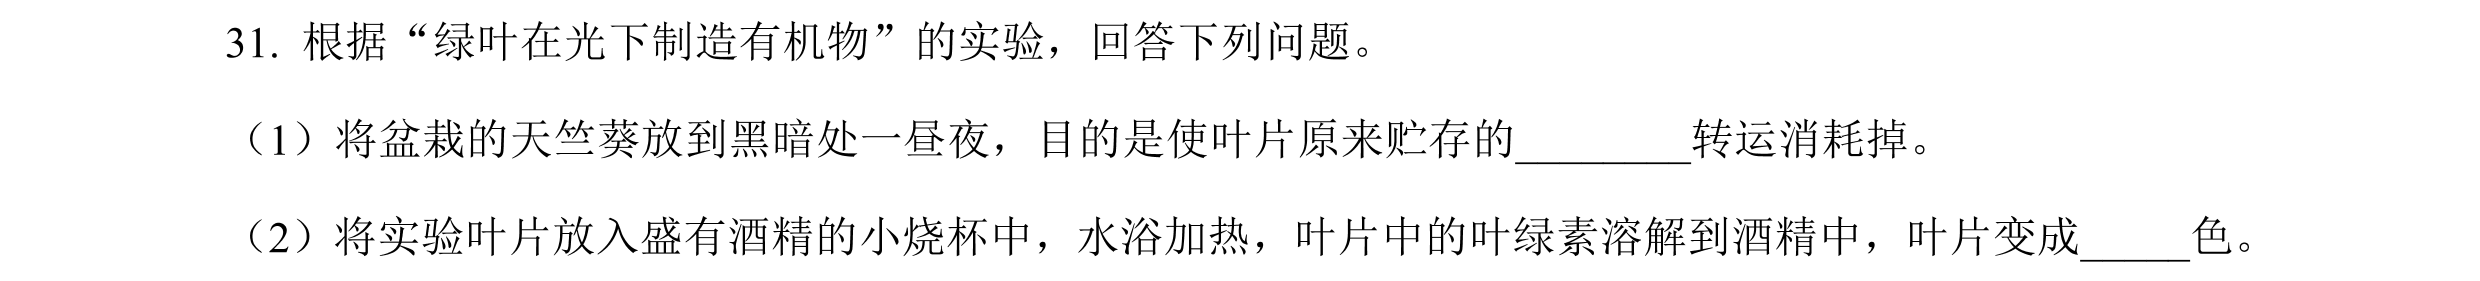 31. 根据“绿叶在光下制造有机物”的实验，回答下列问题。
（1）将盆栽的天竺葵放到黑暗处一昼夜，目的是使叶片原来贮存的________转运消耗掉。
（2）将实验叶片放入盛有酒精的小烧杯中，水浴加热，叶片中的叶绿素溶解到酒精中，叶片变成_____色。